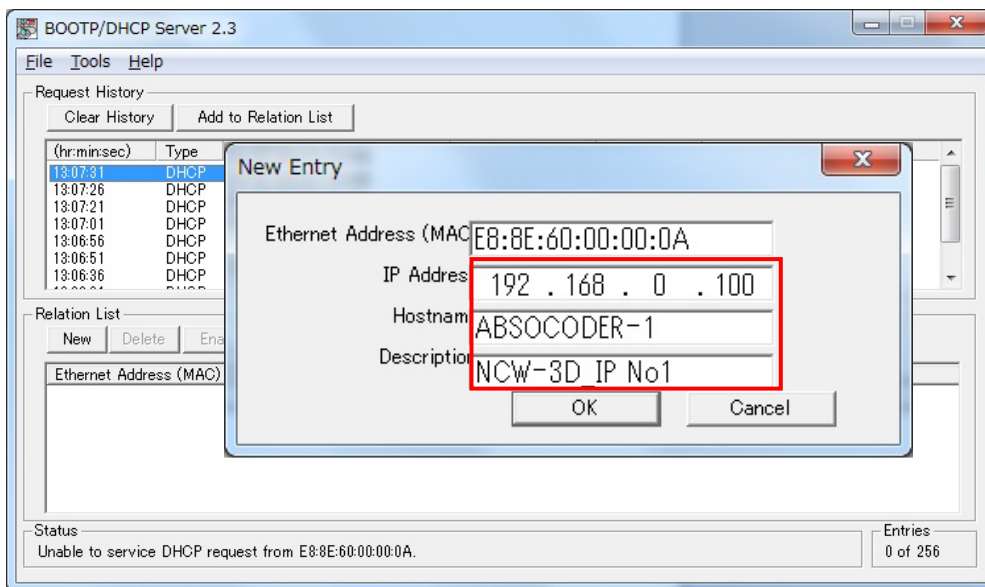 BOOTP/DHCP Server 2.3
File Tools Help
Request History
Clear History Add to Relation List
(hr:min:sec) Type
13:07:31 DHCP
13:07:26 DHCP
13:07:21 DHCP
13:07:01 DHCP
13:06:56 DHCP
13:06:51 DHCP
13:06:36 DHCP
New Entry
Ethernet Address (MAC E8:8E:60:00:00:0A
IP Addres 192 . 168 . 0 . 100
Hostnam ABSOCODER-1
Description NCW-3D_IP No1
OK Cancel
Relation List
New Delete Ena
Ethernet Address (MAC)
Status
Unable to service DHCP request from E8:8E:60:00:00:0A.
Entries
0 of 256